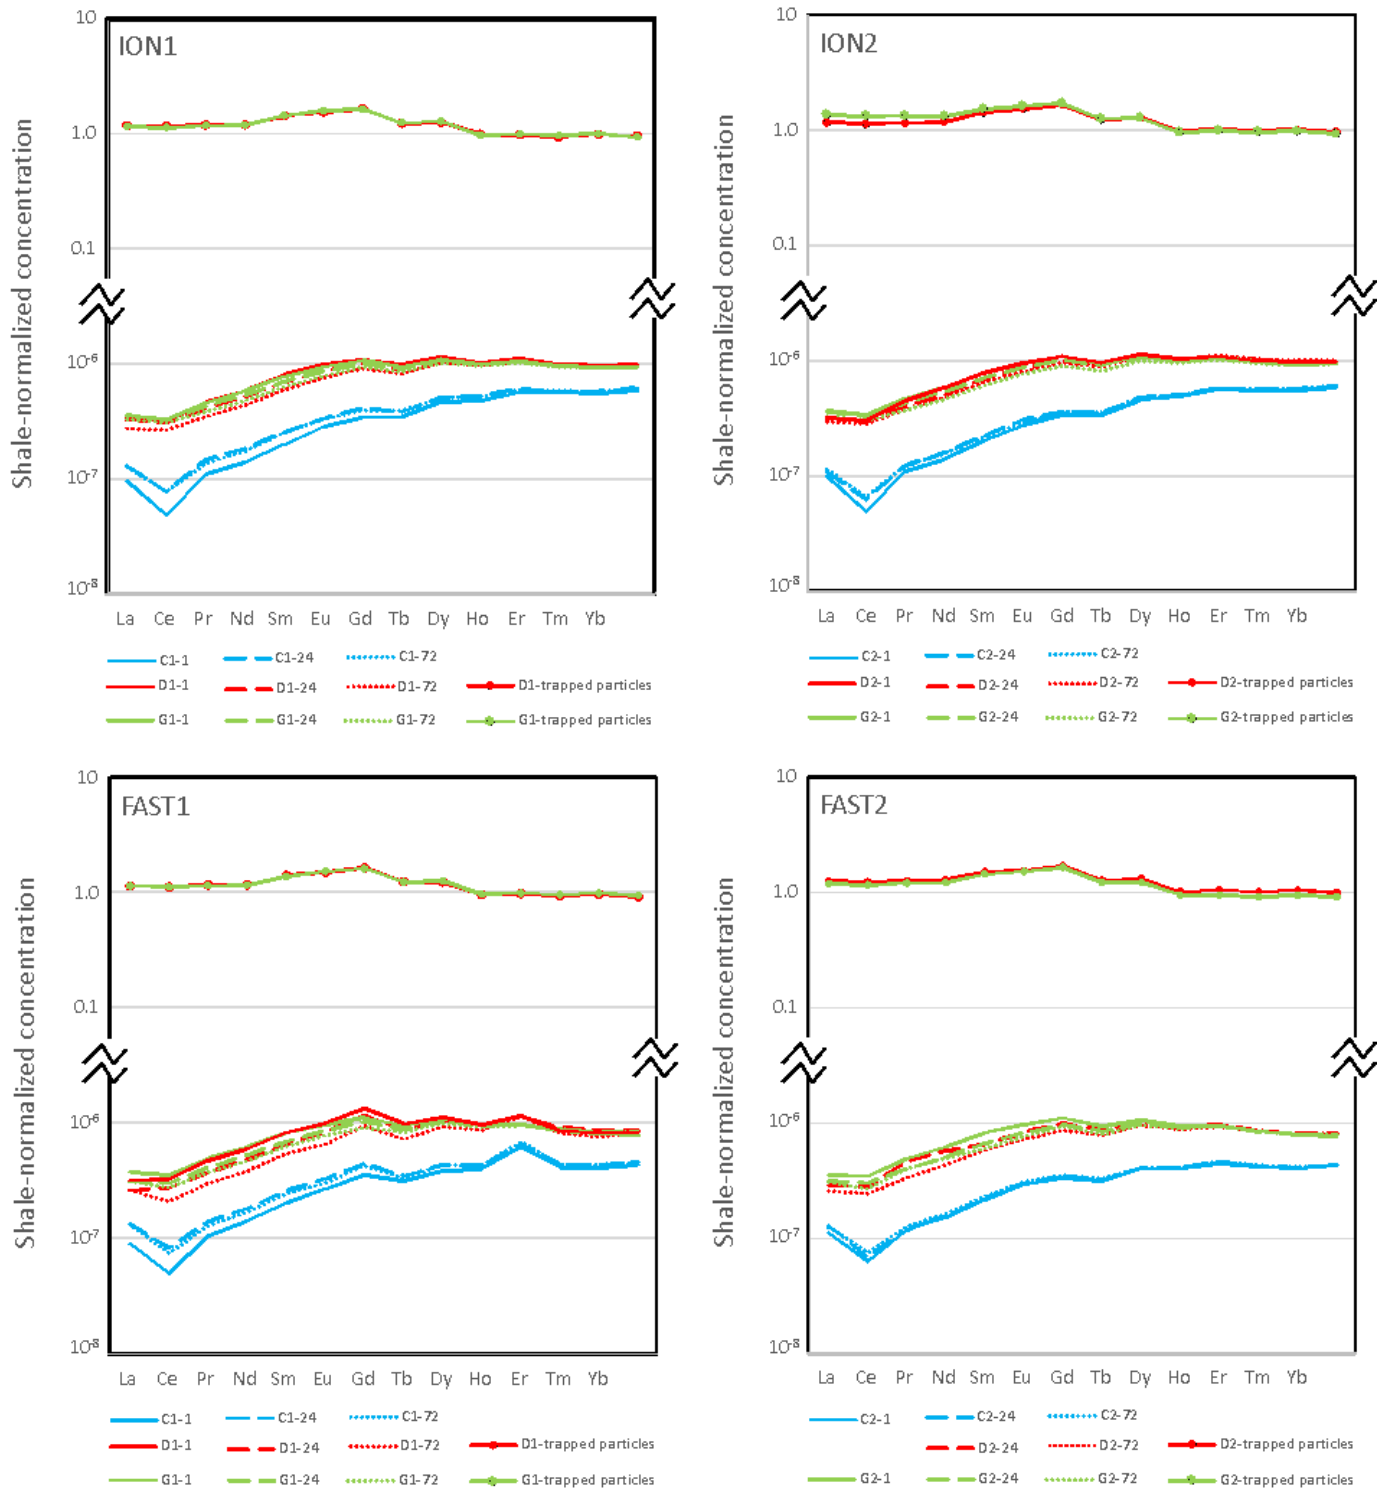 ION1
Shale-normalized concentration
10
1.0
0.1
10-6
10-7
10-8
La Ce Pr Nd Sm Eu Gd Tb Dy Ho Er Tm Yb
C1-1 C1-24 C1-72
D1-1 D1-24 D1-72 D1-trapped particles
G1-1 G1-24 G1-72 G1-trapped particles
ION2
Shale-normalized concentration
10
1.0
0.1
10-6
10-7
10-8
La Ce Pr Nd Sm Eu Gd Tb Dy Ho Er Tm Yb
C2-1 C2-24 C2-72
D2-1 D2-24 D2-72 D2-trapped particles
G2-1 G2-24 G2-72 G2-trapped particles
FAST1
Shale-normalized concentration
10
1.0
0.1
10-6
10-7
10-8
La Ce Pr Nd Sm Eu Gd Tb Dy Ho Er Tm Yb
C1-1 C1-24 C1-72
D1-1 D1-24 D1-72 D1-trapped particles
G1-1 G1-24 G1-72 G1-trapped particles
FAST2
Shale-normalized concentration
10
1.0
0.1
10-6
10-7
10-8
La Ce Pr Nd Sm Eu Gd Tb Dy Ho Er Tm Yb
C2-1 C2-24 C2-72
D2-24 D2-72 D2-trapped particles
G2-1 G2-24 G2-72 G2-trapped particles